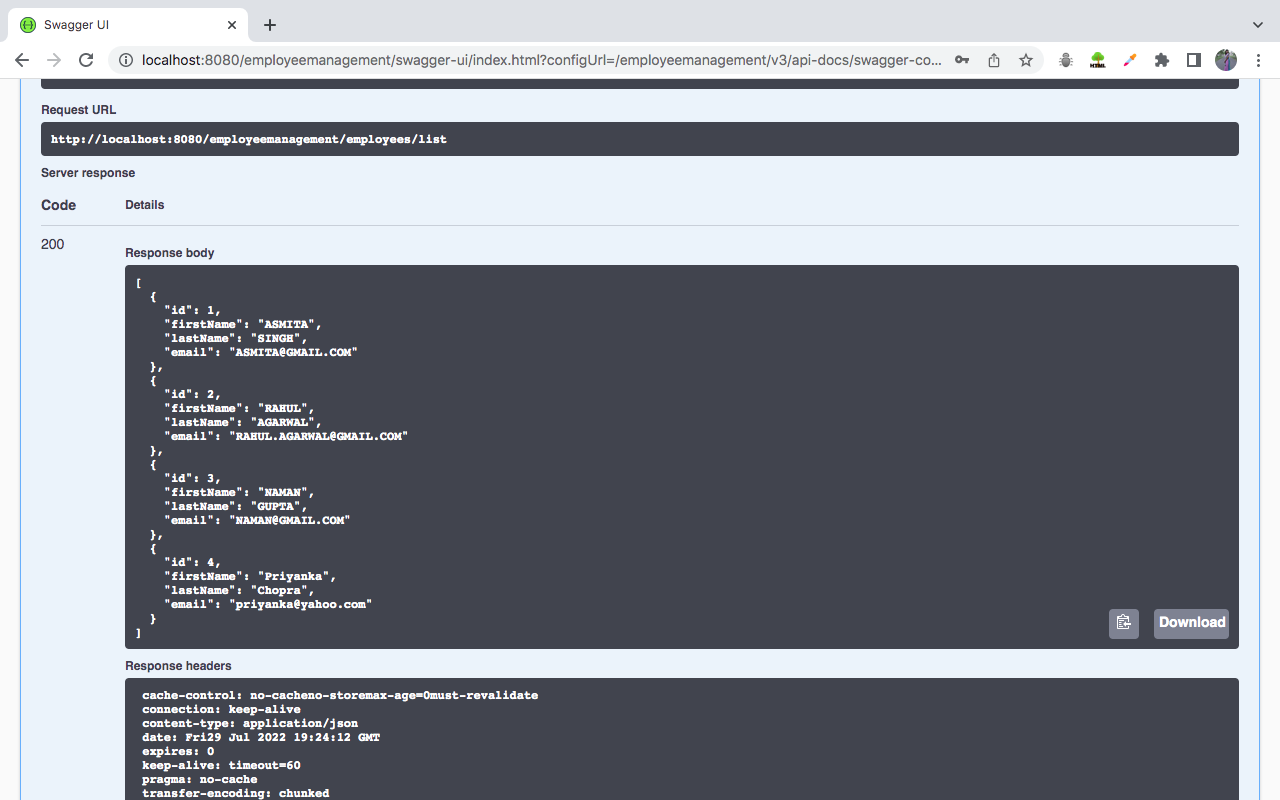 Swagger UI
localhost:8080/employeemanagement/swagger-ui/index.html?configUrl=/employeemanagement/v3/api-docs/swagger-co...
HTML
Request URL
http://localhost:8080/employeemanagement/employees/list
Server response
Code Details
200
Response body
[
{
"id": 1,
"firstName": "ASMITA",
"lastName": "SINGH",
"email": "ASMITA@GMAIL.COM"
},
{
"id": 2,
"firstName": "RAHUL",
"lastName": "AGARWAL",
"email": "RAHUL.AGARWAL@GMAIL.COM"
},
{
"id": 3,
"firstName": "NAMAN",
"lastName": "GUPTA",
"email": "NAMAN@GMAIL.COM"
},
{
"id": 4,
"firstName": "Priyanka",
"lastName": "Chopra",
"email": "priyanka@yahoo.com"
}
]
Download
Response headers
cache-control: no-cacheno-storemax-age=0must-revalidate
connection: keep-alive
content-type: application/json
date: Fri29 Jul 2022 19:24:12 GMT
expires: 0
keep-alive: timeout=60
pragma: no-cache
transfer-encoding: chunked